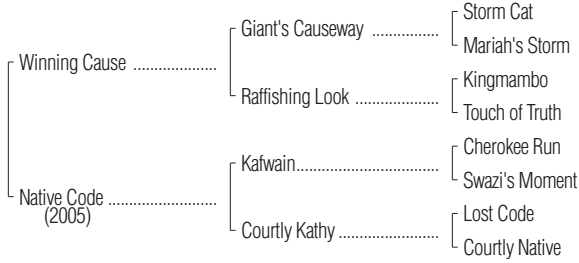 Storm Cat
Giant's Causeway ..................
Mariah's Storm
Winning Cause .....................
Kingmambo
Raffishing Look .....................
Touch of Truth
Cherokee Run
Kafwain.....................................
Swazi's Moment
Native Code ...........................
(2005)
Lost Code
Courtly Kathy .........................
Courtly Native